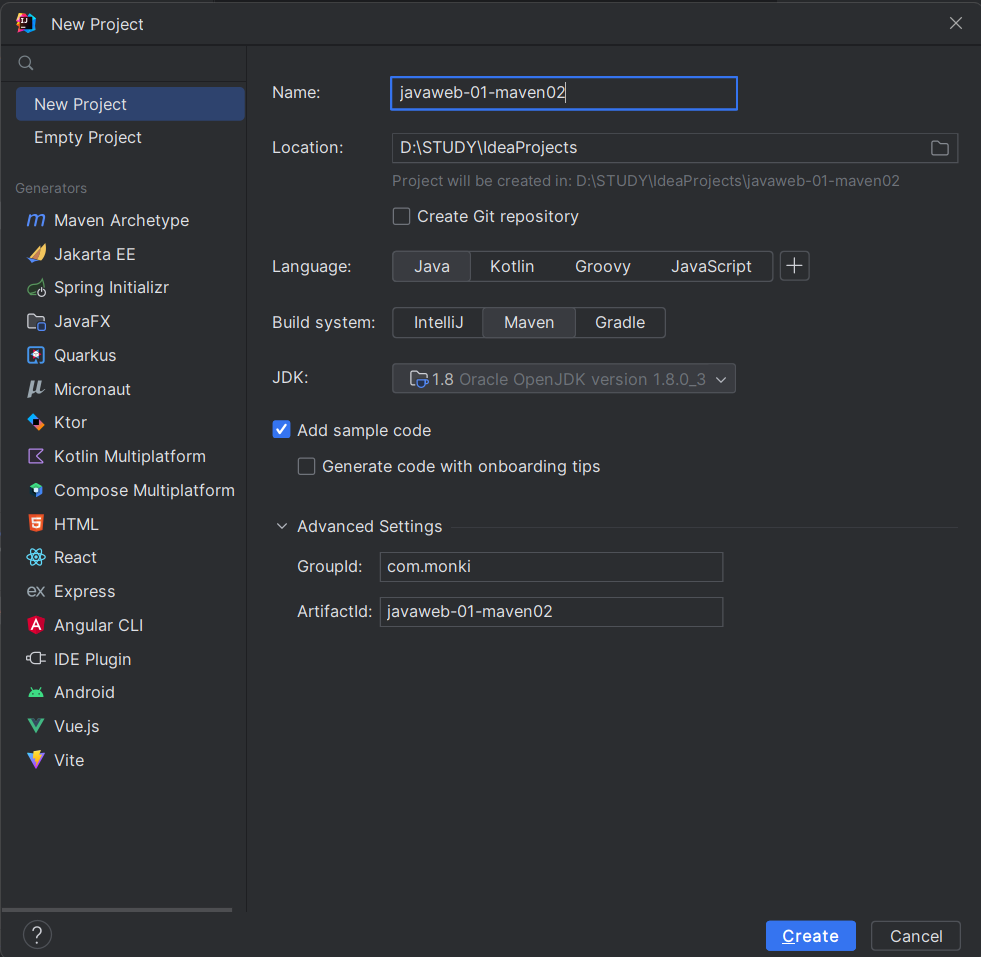 New Project
New Project
Empty Project
Generators
Maven Archetype
Jakarta EE
Spring Initializr
JavaFX
Quarkus
Micronaut
Ktor
Kotlin Multiplatform
Compose Multiplatform
HTML
React
Express
Angular CLI
IDE Plugin
Android
Vue.js
Vite
Name: javaweb-01-maven02
Location: D:\STUDY\IdeaProjects
Project will be created in: D:\STUDY\IdeaProjects\javaweb-01-maven02
Create Git repository
Language: Java Kotlin Groovy JavaScript
Build system: IntelliJ Maven Gradle
JDK: 1.8 Oracle OpenJDK version 1.8.0_3
Add sample code
Generate code with onboarding tips
Advanced Settings
GroupId: com.monki
ArtifactId: javaweb-01-maven02
? Create Cancel